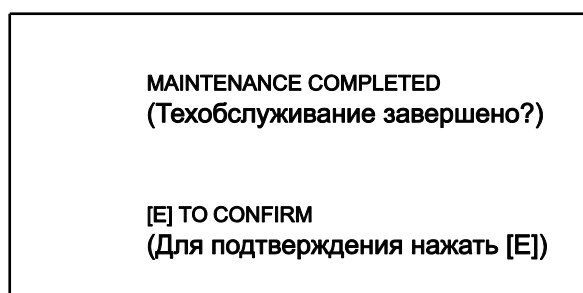 MAINTENANCE COMPLETED
(Техобслуживание завершено?)
[E] TO CONFIRM
(Для подтверждения нажать [E])